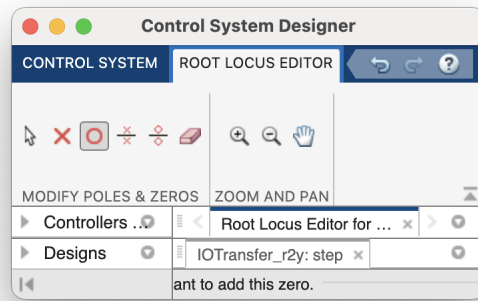 Control System Designer
CONTROL SYSTEM ROOT LOCUS EDITOR ?
MODIFY POLES & ZEROS ZOOM AND PAN
Controllers ... Root Locus Editor for ... ×
Designs IOTransfer_r2y: step ×
ant to add this zero.